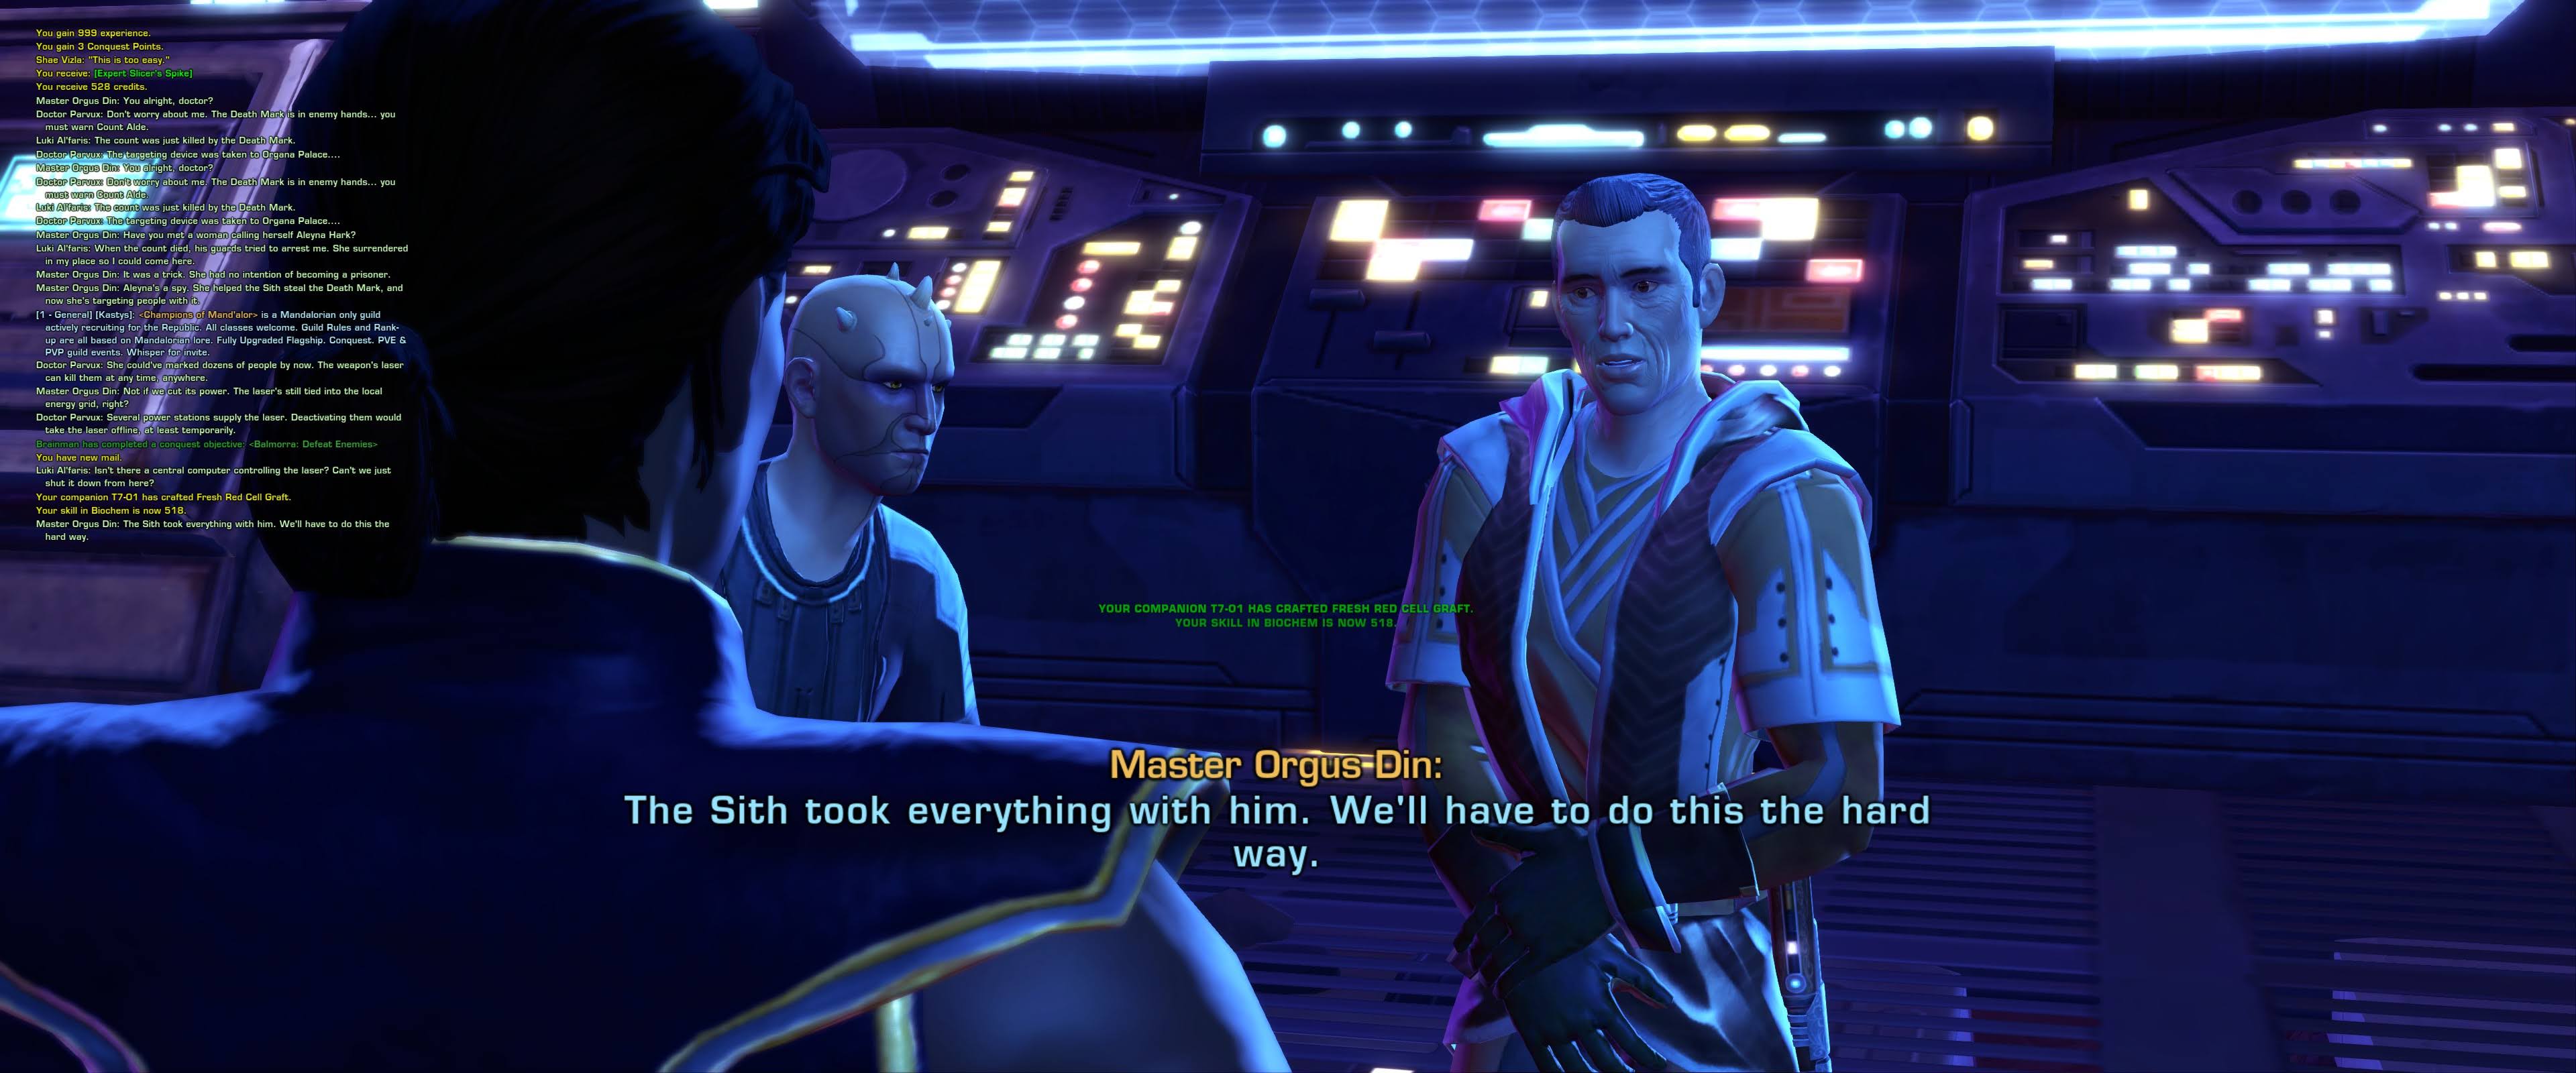 You gain 999 experience.
You gain 3 Conquest Points.
Shae Vizla: "This is too easy."
You receive: [Expert Slicer's Spike]
You receive 528 credits.
Master Orgus Din: You alright, doctor?
Doctor Parvux: Don't worry about me. The Death Mark is in enemy hands... you
must warn Count Alde.
Luki Al'faris: The count was just killed by the Death Mark.
Doctor Parvux: The targeting device was taken to Organa Palace....
Master Orgus Din: You alright, doctor?
Doctor Parvux: Don't worry about me. The Death Mark is in enemy hands... you
must warn Count Alde.
Luki Al'faris: The count was just killed by the Death Mark.
Doctor Parvux: The targeting device was taken to Organa Palace....
Master Orgus Din: Have you met a woman calling herself Aleyna Hark?
Luki Al'faris: When the count died, his guards tried to arrest me. She surrendered
in my place so I could come here.
Master Orgus Din: It was a trick. She had no intention of becoming a prisoner.
Master Orgus Din: Aleyna's a spy. She helped the Sith steal the Death Mark, and
now she's targeting people with it.
[1 - General] [Kastys]: <Champions of Mand'alor> is a Mandalorian only guild
actively recruiting for the Republic. All classes welcome. Guild Rules and Rank-
up are all based on Mandalorian lore. Fully Upgraded Flagship. Conquest. PVE &
PVP guild events. Whisper for invite.
Doctor Parvux: She could've marked dozens of people by now. The weapon's laser
can kill them at any time, anywhere.
Master Orgus Din: Not if we cut its power. The laser's still tied into the local
energy grid, right?
Doctor Parvux: Several power stations supply the laser. Deactivating them would
take the laser offline, at least temporarily.
Brainman has completed a conquest objective: <Balmorra: Defeat Enemies>
You have new mail.
Luki Al'faris: Isn't there a central computer controlling the laser? Can't we just
shut it down from here?
Your companion T7-O1 has crafted Fresh Red Cell Graft.
Your skill in Biochem is now 518.
Master Orgus Din: The Sith took everything with him. We'll have to do this the
hard way.
YOUR COMPANION T7-O1 HAS CRAFTED FRESH RED CELL GRAFT.
YOUR SKILL IN BIOCHEM IS NOW 518.
Master Orgus Din:
The Sith took everything with him. We'll have to do this the hard
way.